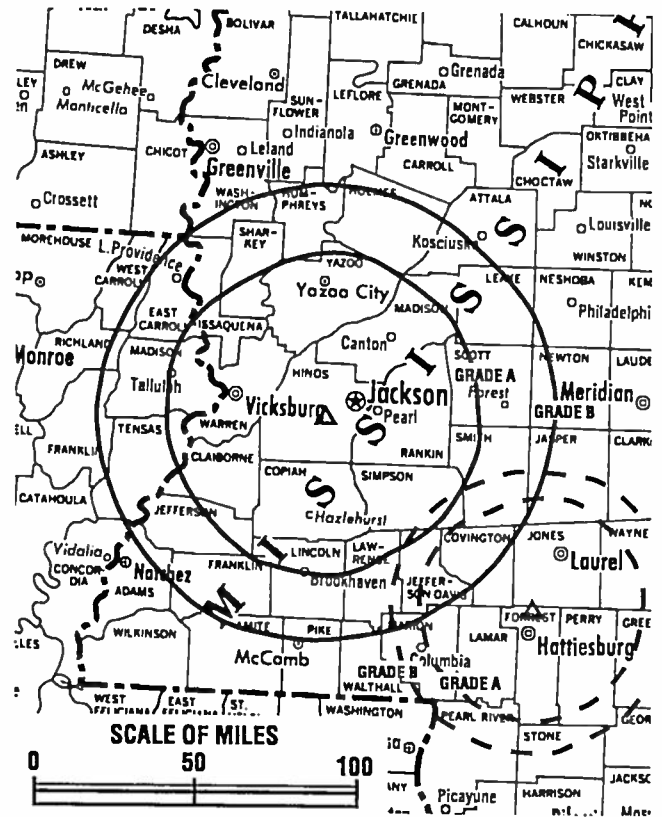 DESHA
BOLIVAR
TALLAHATCHIE
CALHOUN
CHICKASAW
DREW
McGehee
Monticello
Cleveland
SUN-
FLOWER
LEFLORE
GRENADA
Grenada
MONT-
GOMERY
WEBSTER
CLAY
West
Point
OKTIBBEHA
Starkville
ASHLEY
CHICOT
Leland
Indianola
Greenwood
Greenville
CARROLL
CHOCTAW
Crossett
WASH-
INGTON
HUM-
PHREYS
HOLMES
ATTALA
Kosciusk
Louisville
WINSTON
MOREHOUSE
L. Providence
WEST
CARROLL
SHAR-
KEY
YAZOO
Yazoo City
LEAKE
NESHOBA
KEM
Philadelphi
EAST
CARROLL
ISSAQUENA
MADISON
Canton
RICHLAND
Monroe
MADISON
Tallulah
HINDS
SCOTT
GRADE A
Forest
NEWTON
LAUDE
Vicksburg
Jackson
Pearl
Meridian
GRADE B
WARREN
TENSAS
RANKIN
SMITH
JASPER
CLARK
FRANKLI
CLAIBORNE
COPIAH
SIMPSON
CATAHOULA
JEFFERSON
Hazlehurst
COVINGTON
JONES
WAYNE
Vidalia
CONCOR-
DIA
Natchez
ADAMS
FRANKLIN
LINCOLN
LAW-
RENCE
Brookhaven
JEFFER-
SON DAVIS
Laurel
WILKINSON
AMITE
PIKE
MARION
LAMAR
FORREST
PERRY
GREE
Hattiesburg
McComb
Columbia
GRADE B
WALTHALL
GRADE A
WEST
FELICIANA
EAST
FELICIANA
ST.
WASHINGTON
PEARL RIVER
STONE
GEOR
SCALE OF MILES
0 50 100
Picayune
HARRISON
JACKSO
M I S S I S S I P P I